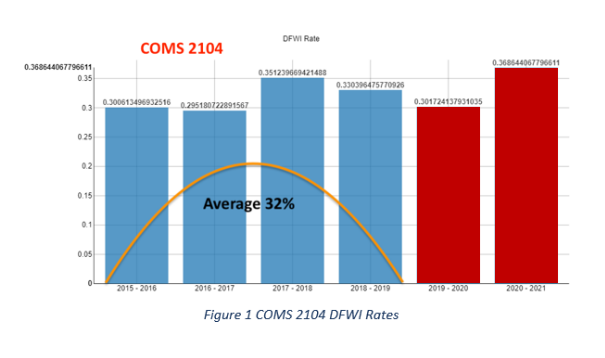 COMS 2104
DFWI Rate
0.368644067796611
0.35
0.3
0.25
0.2
0.15
0.1
0.05
0
0.300613496932516
0.295180722891567
0.351239669421488
0.330396475770926
0.301724137931035
0.368644067796611
Average 32%
2015 - 2016
2016 - 2017
2017 - 2018
2018 - 2019
2019 - 2020
2020 - 2021
Figure 1 COMS 2104 DFWI Rates